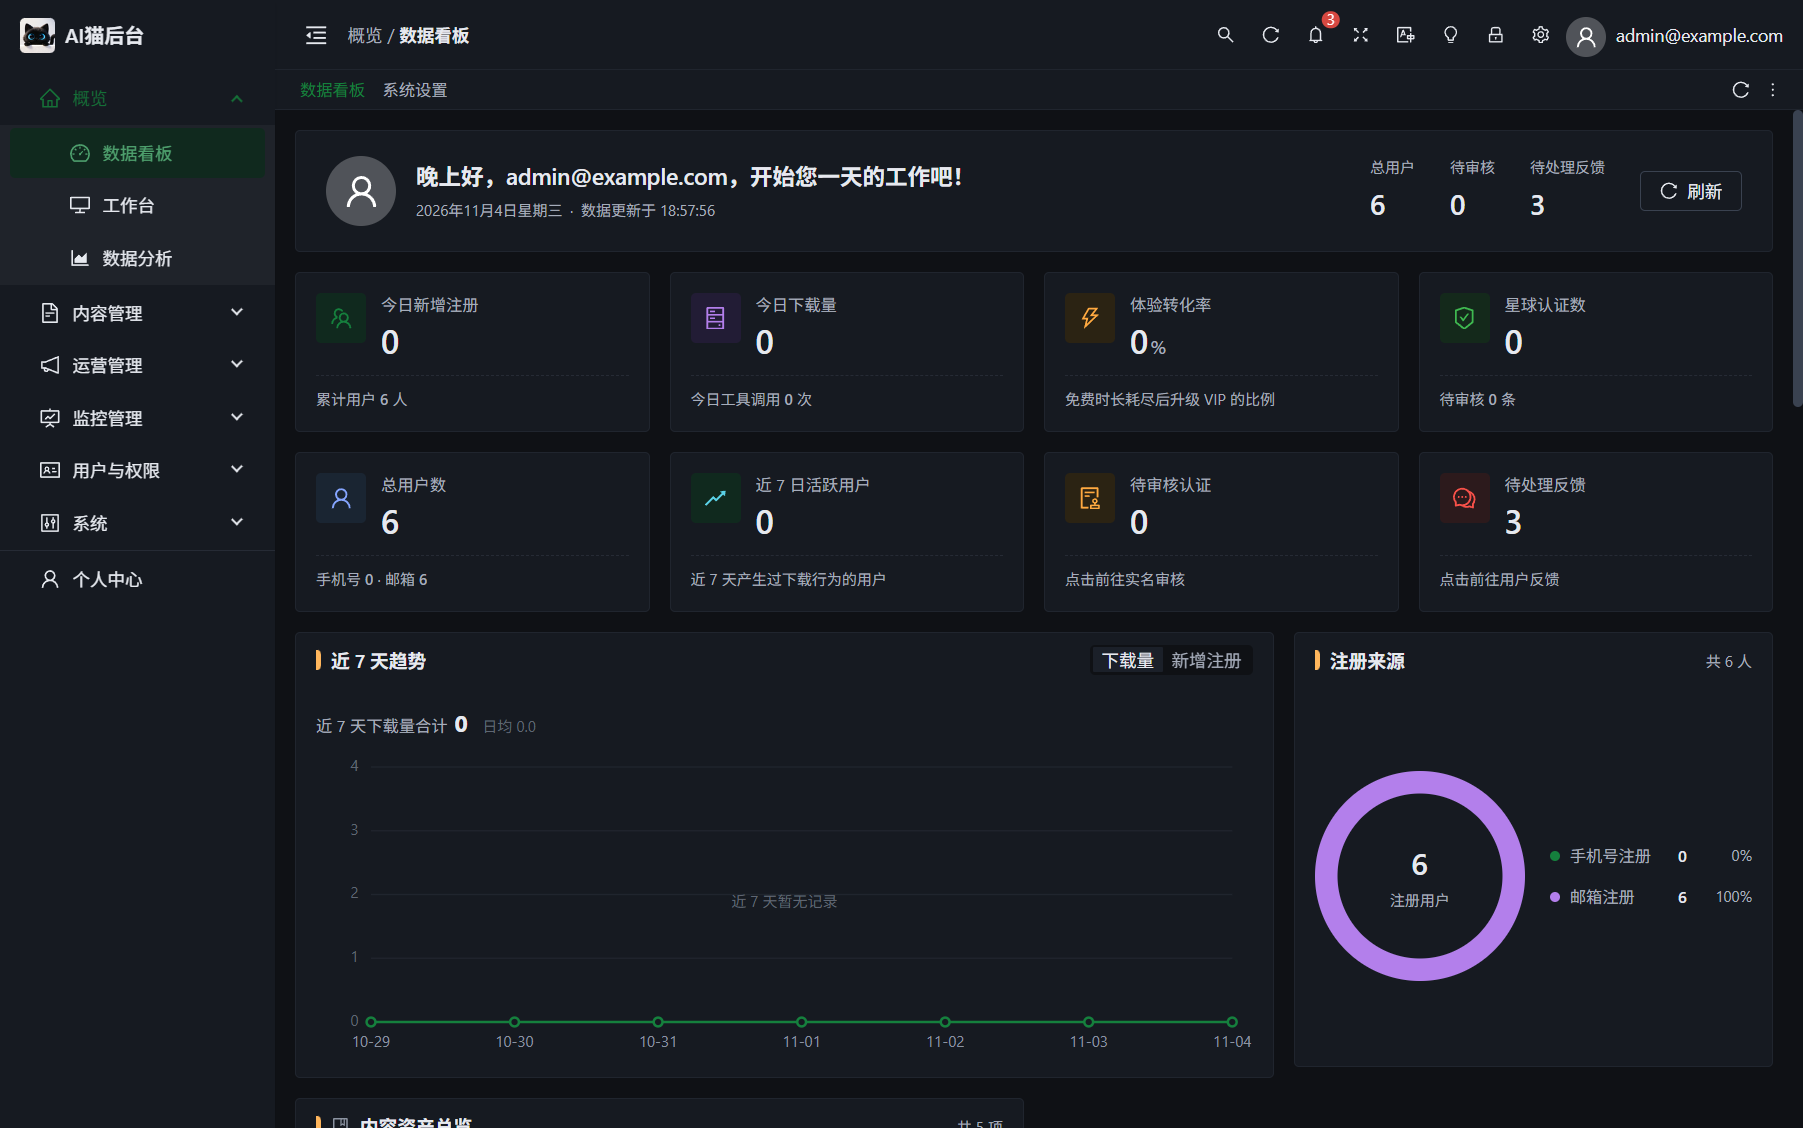 AI猫后台
概览 / 数据看板
3
admin@example.com
概览
数据看板
工作台
数据分析
内容管理
运营管理
监控管理
用户与权限
系统
个人中心
数据看板 系统设置
晚上好，admin@example.com，开始您一天的工作吧！
2026年11月4日星期三 · 数据更新于 18:57:56
总用户
6
待审核
0
待处理反馈
3
刷新
今日新增注册
0
累计用户 6 人
今日下载量
0
今日工具调用 0 次
体验转化率
0%
免费时长耗尽后升级 VIP 的比例
星球认证数
0
待审核 0 条
总用户数
6
手机号 0 · 邮箱 6
近 7 日活跃用户
0
近 7 天产生过下载行为的用户
待审核认证
0
点击前往实名审核
待处理反馈
3
点击前往用户反馈
近 7 天趋势
下载量 新增注册
近 7 天下载量合计 0 日均 0.0
4
3
2
1
0
近 7 天暂无记录
10-29 10-30 10-31 11-01 11-02 11-03 11-04
注册来源
共 6 人
6
注册用户
手机号注册 0 0%
邮箱注册 6 100%
内容资产总览
共 5 项